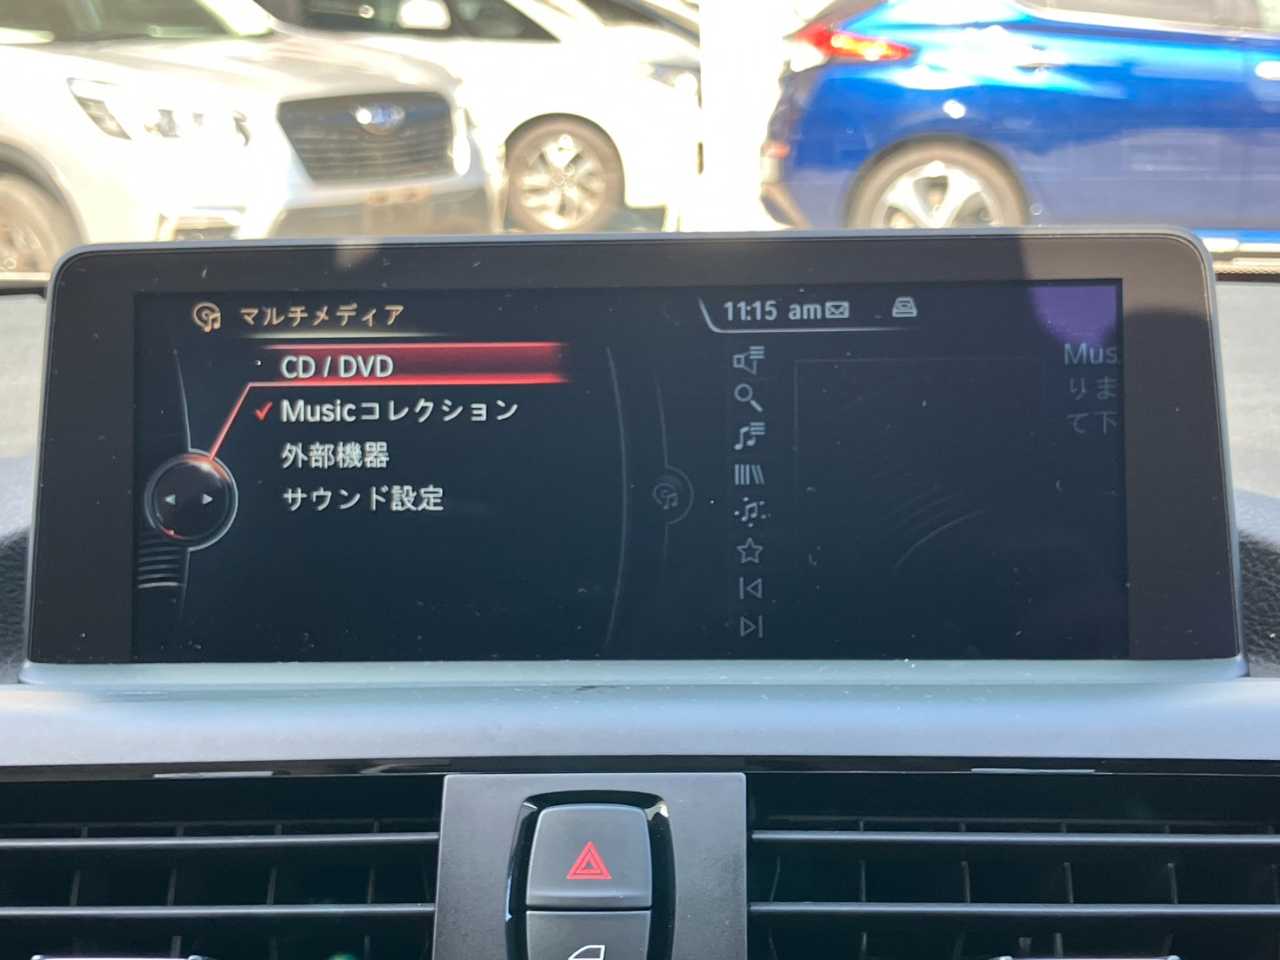 マルチメディア
11:15 am
CD / DVD
✓ Musicコレクション
外部機器
サウンド設定
Mus
りま
て下